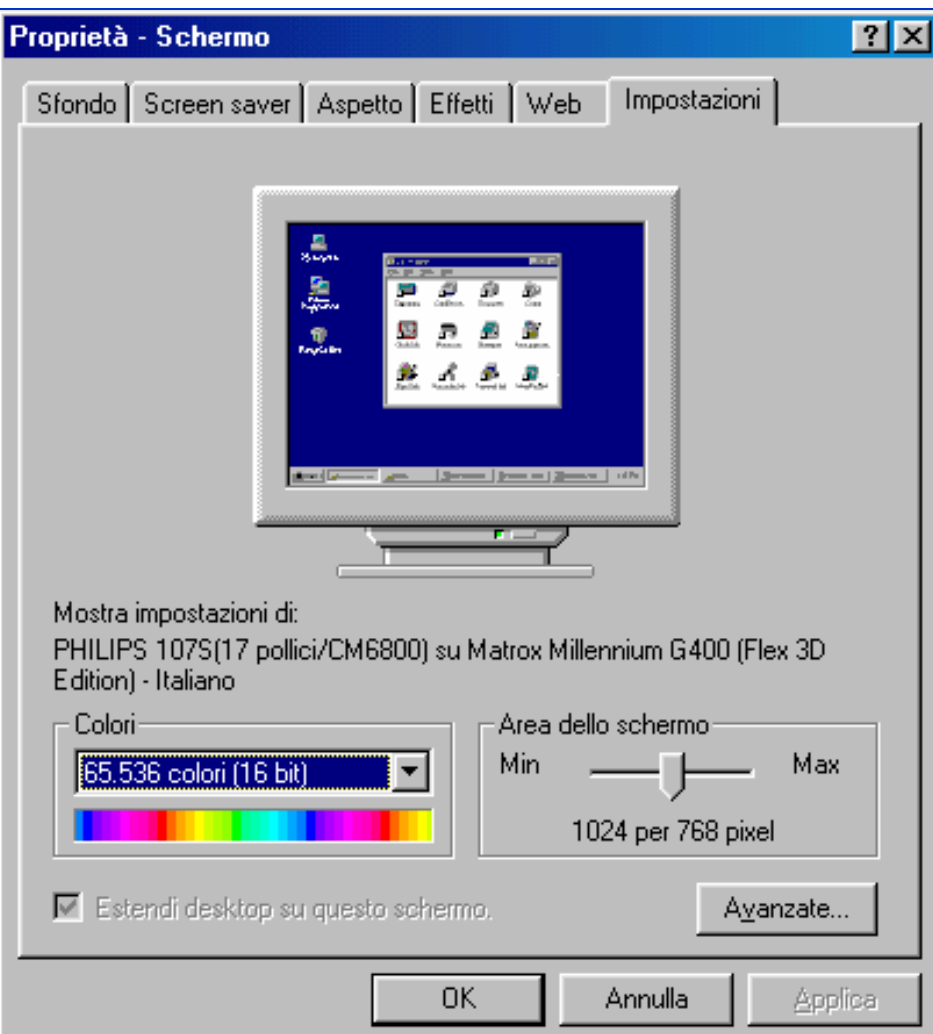 Proprietà - Schermo
Sfondo Screen saver Aspetto Effetti Web Impostazioni
Mostra impostazioni di:
PHILIPS 107S(17 pollici/CM6800) su Matrox Millennium G400 (Flex 3D
Edition) - Italiano
Colori
65.536 colori (16 bit)
Area dello schermo
Min Max
1024 per 768 pixel
Estendi desktop su questo schermo.
Avanzate...
OK Annulla Applica